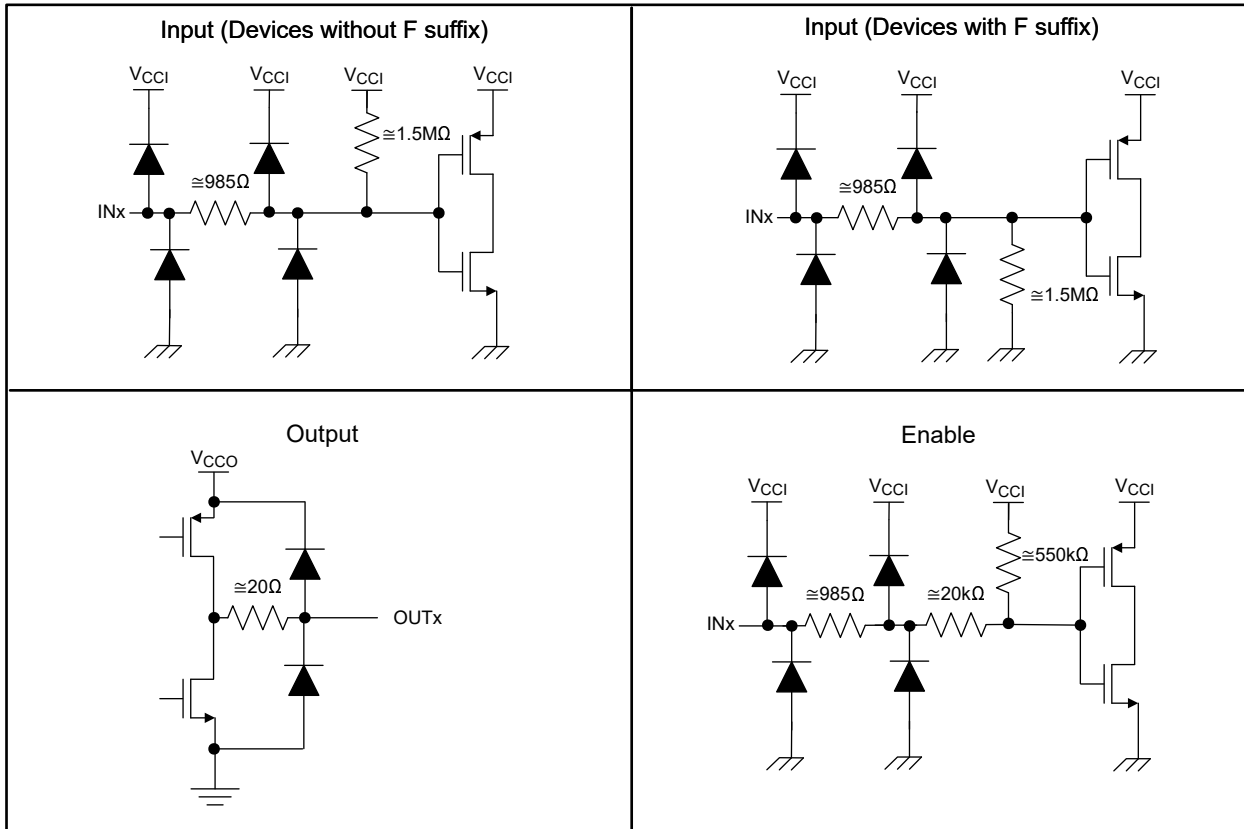 Input (Devices without F suffix)
VCCI VCCI VCCI VCCI
≅1.5MΩ
≅985Ω
INx
Input (Devices with F suffix)
VCCI VCCI VCCI
≅985Ω
INx
≅1.5MΩ
Output
VCCO
≅20Ω
OUTx
Enable
VCCI VCCI VCCI VCCI
≅550kΩ
≅985Ω ≅20kΩ
INx